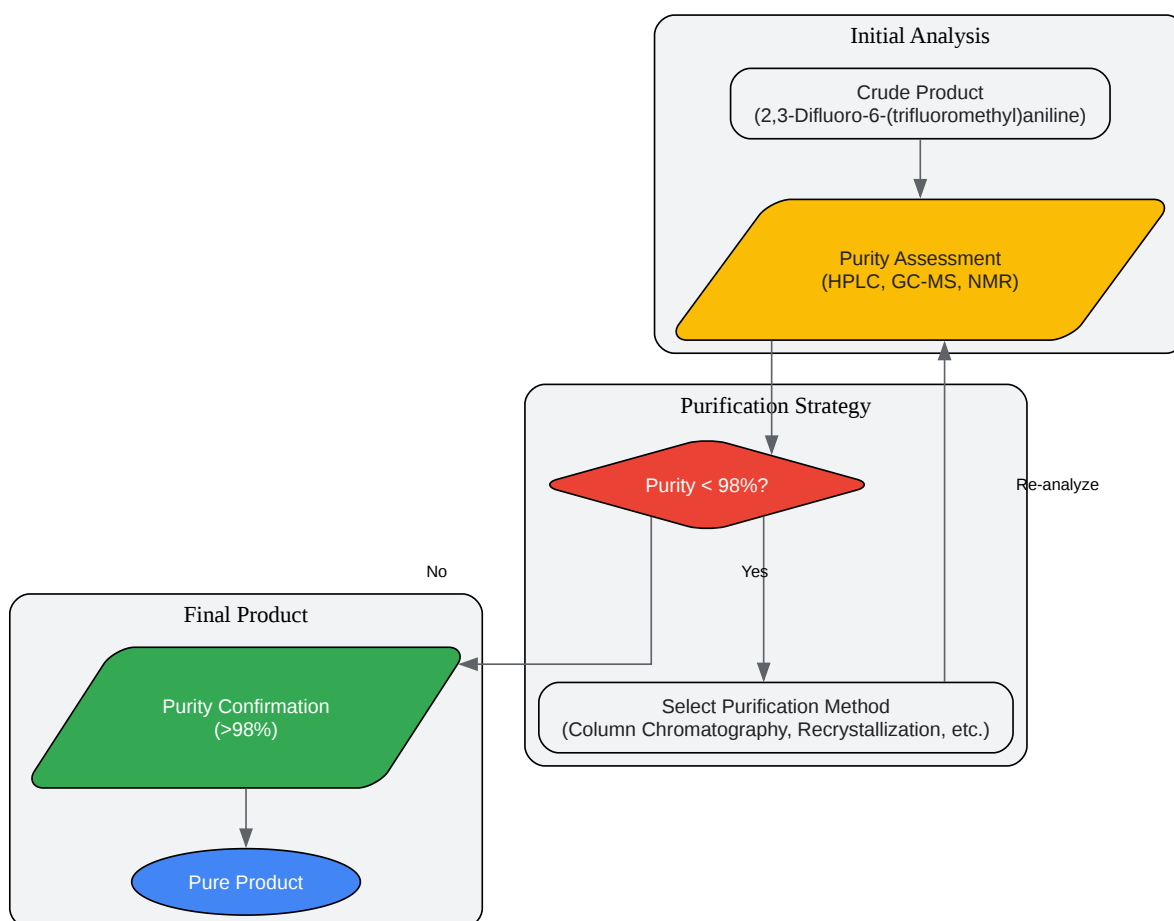 Initial Analysis
Crude Product
(2,3-Difluoro-6-(trifluoromethyl)aniline)
Purity Assessment
(HPLC, GC-MS, NMR)
Purification Strategy
Purity < 98%?
Re-analyze
No
Yes
Final Product
Select Purification Method
(Column Chromatography, Recrystallization, etc.)
Purity Confirmation
(>98%)
Pure Product